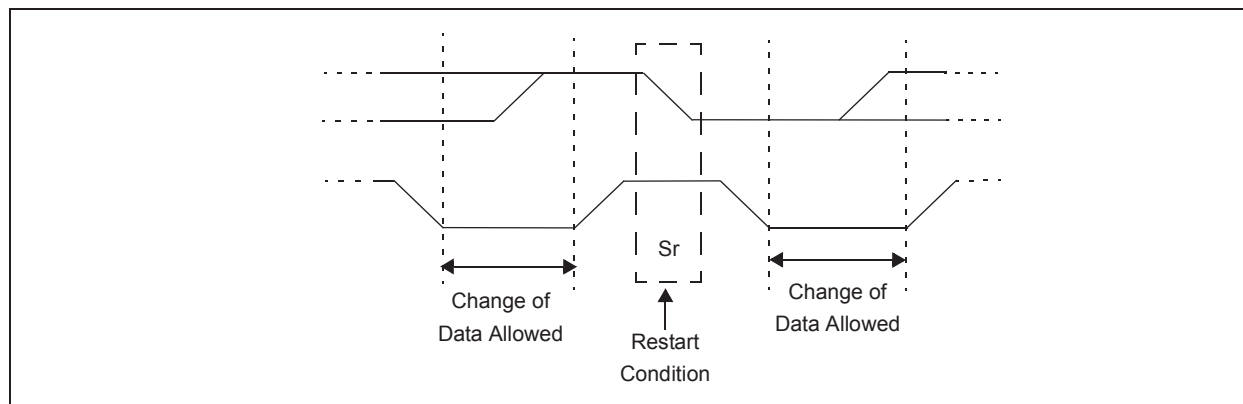 Sr
Change of
Data Allowed
Restart
Condition
Change of
Data Allowed